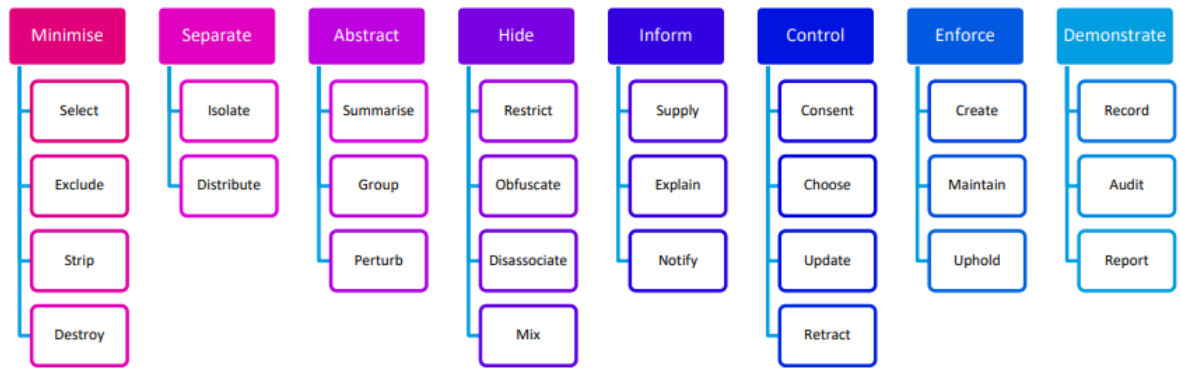 Minimise
Select
Exclude
Strip
Destroy
Separate
Isolate
Distribute
Abstract
Summarise
Group
Perturb
Hide
Restrict
Obfuscate
Disassociate
Mix
Inform
Supply
Explain
Notify
Control
Consent
Choose
Update
Retract
Enforce
Create
Maintain
Uphold
Demonstrate
Record
Audit
Report